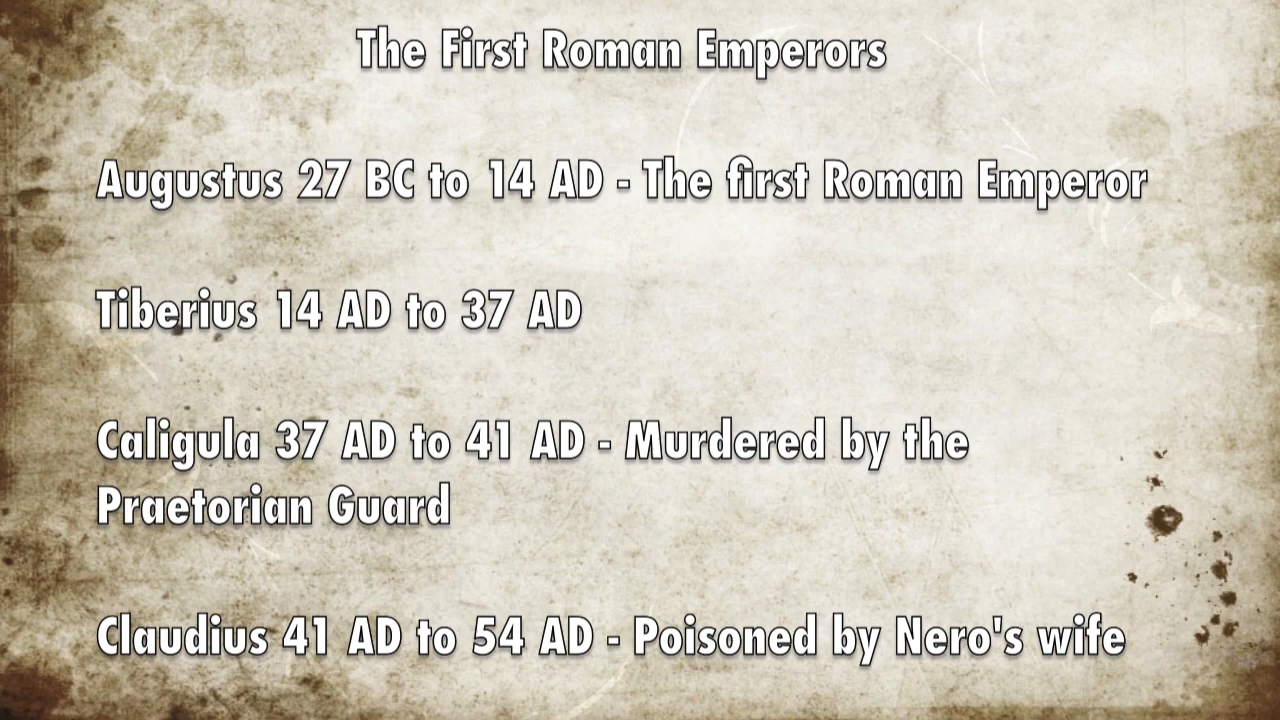 The First Roman Emperors
Augustus 27 BC to 14 AD - The first Roman Emperor
Tiberius 14 AD to 37 AD
Caligula 37 AD to 41 AD - Murdered by the
Praetorian Guard
Claudius 41 AD to 54 AD - Poisoned by Nero's wife